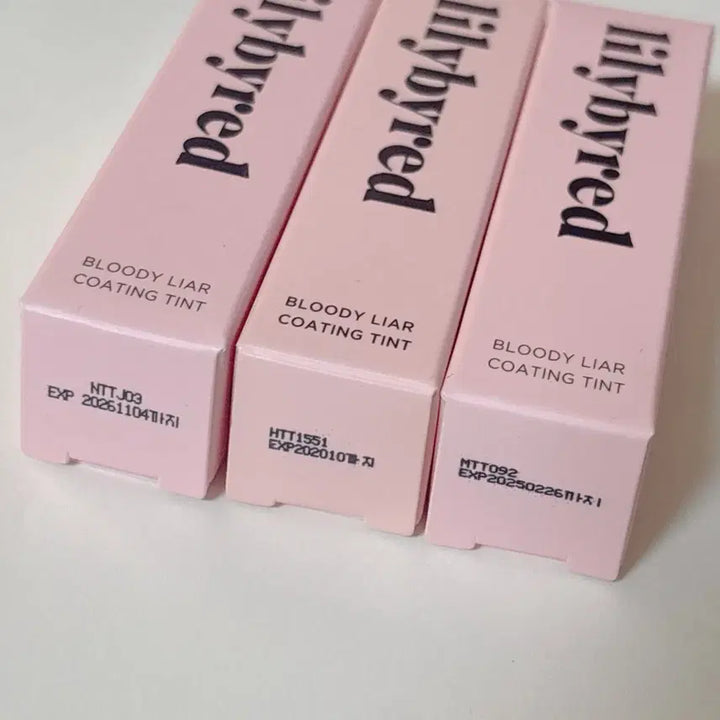 lilybyred
BLOODY LIAR
COATING TINT
NTTJ03
EXP 20261104까지
lilybyred
BLOODY LIAR
COATING TINT
HTT1551
EXP202010까지
lilybyred
BLOODY LIAR
COATING TINT
MTT092
EXP20250226까지